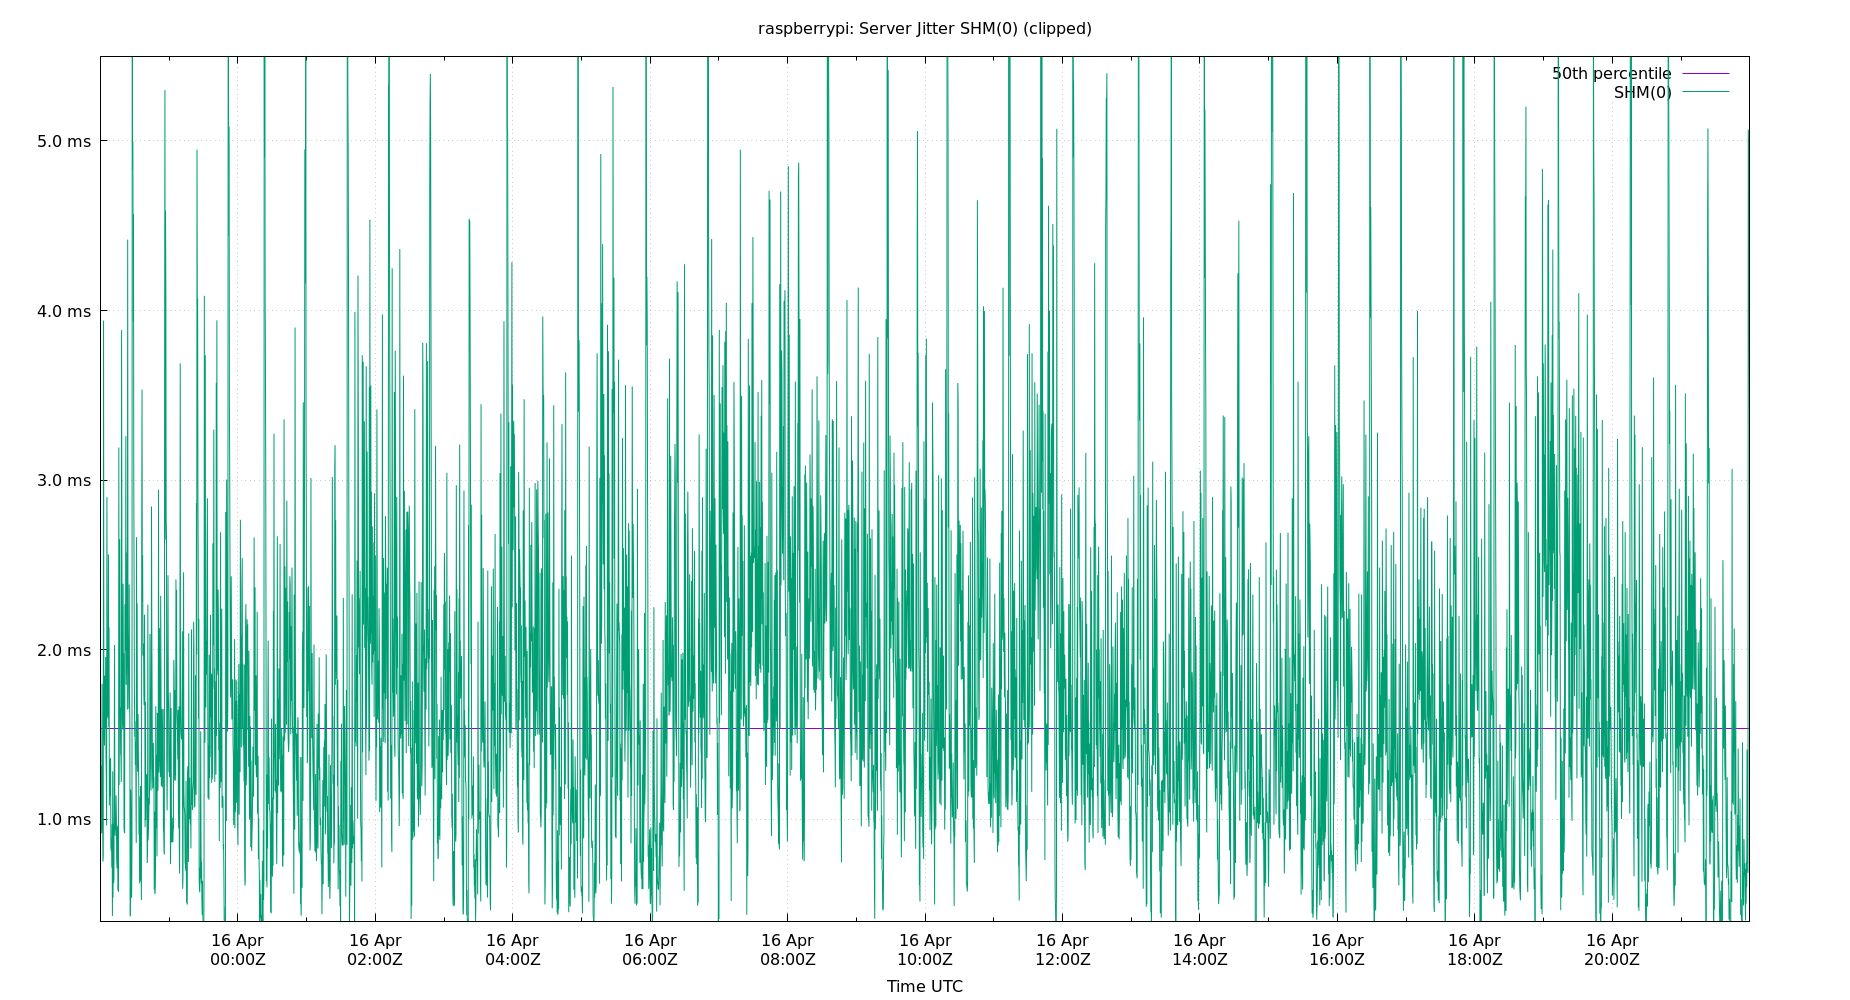 raspberrypi: Server Jitter SHM(0) (clipped)
50th percentile
SHM(0)
5.0 ms
4.0 ms
3.0 ms
2.0 ms
1.0 ms
16 Apr 16 Apr 16 Apr 16 Apr 16 Apr 16 Apr 16 Apr 16 Apr 16 Apr 16 Apr 16 Apr
00:00Z 02:00Z 04:00Z 06:00Z 08:00Z 10:00Z 12:00Z 14:00Z 16:00Z 18:00Z 20:00Z
Time UTC